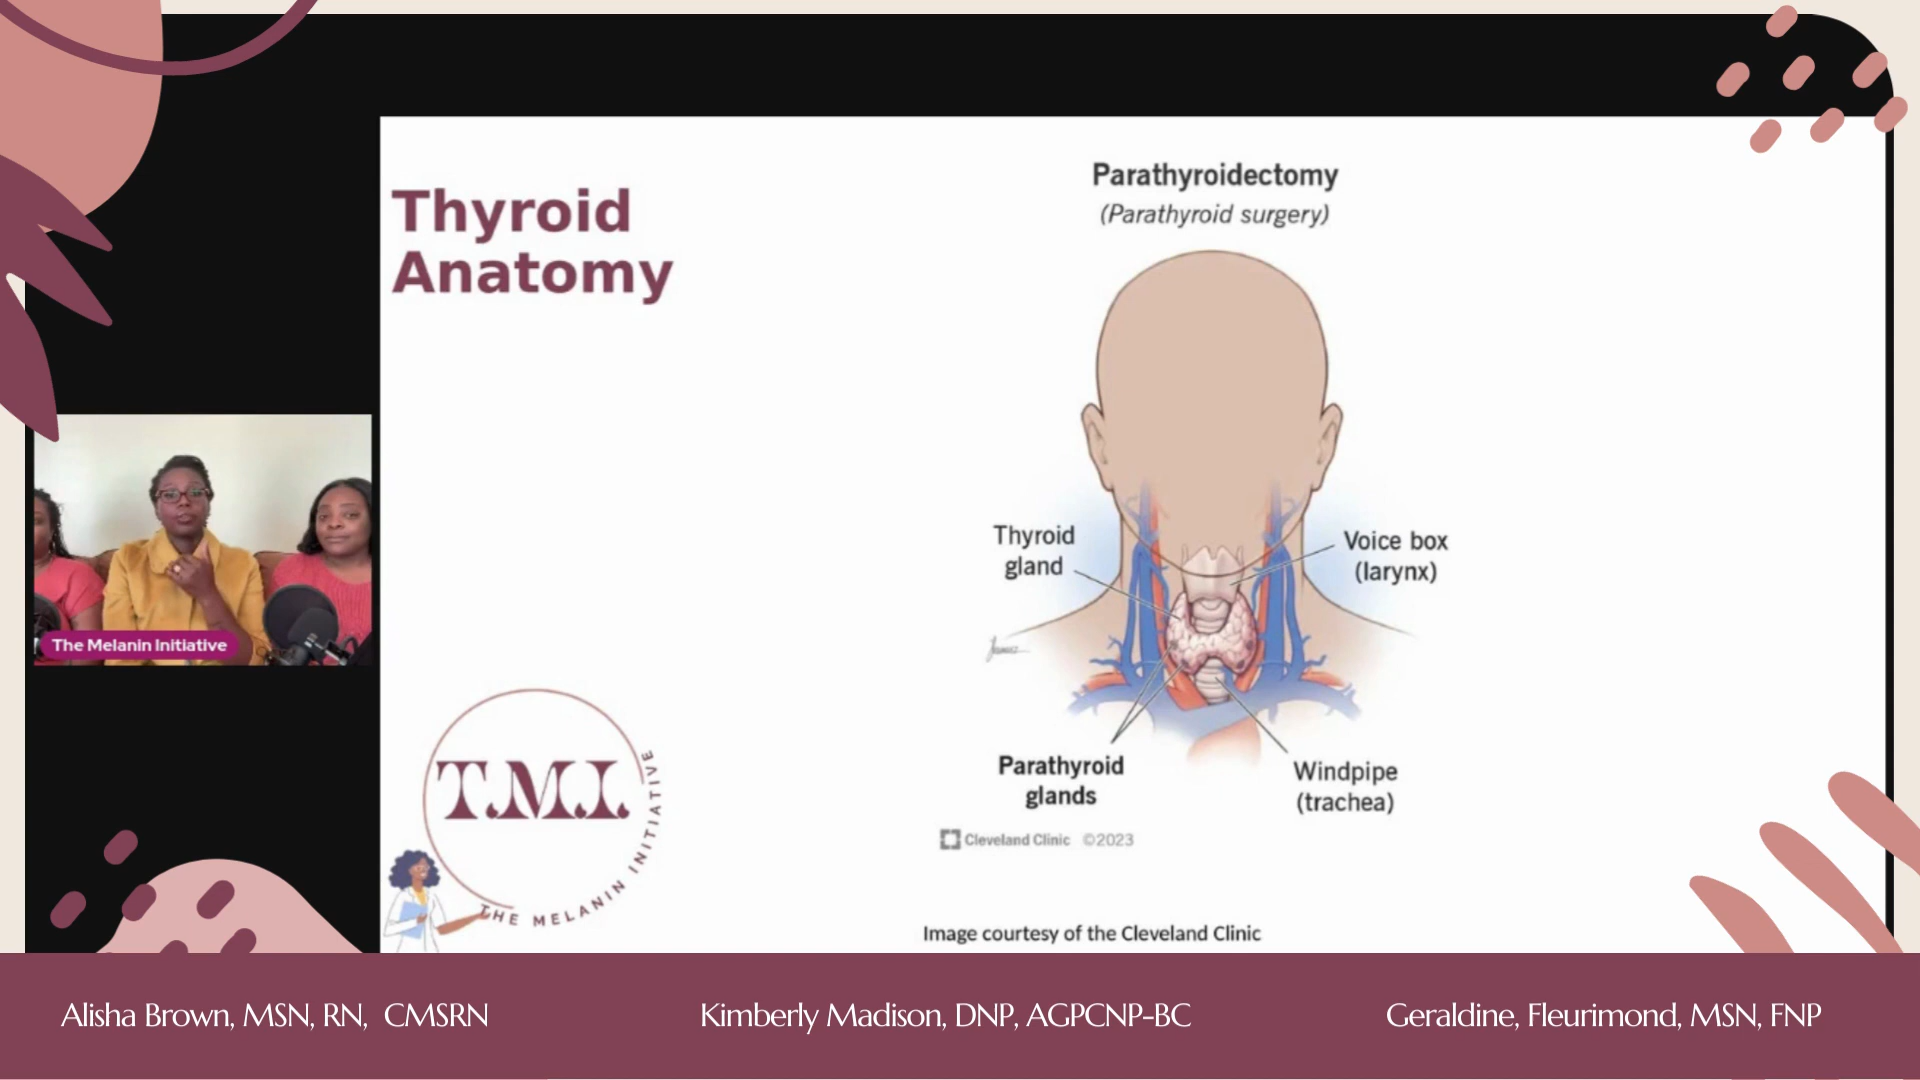 Thyroid
Anatomy
Parathyroidectomy
(Parathyroid surgery)
Thyroid
gland
Voice box
(larynx)
Parathyroid
glands
Windpipe
(trachea)
Cleveland Clinic ©2023
Image courtesy of the Cleveland Clinic
The Melanin Initiative
T.M.I.
THE MELANIN INITIATIVE
Alisha Brown, MSN, RN, CMSRN
Kimberly Madison, DNP, AGPCNP-BC
Geraldine, Fleurimond, MSN, FNP